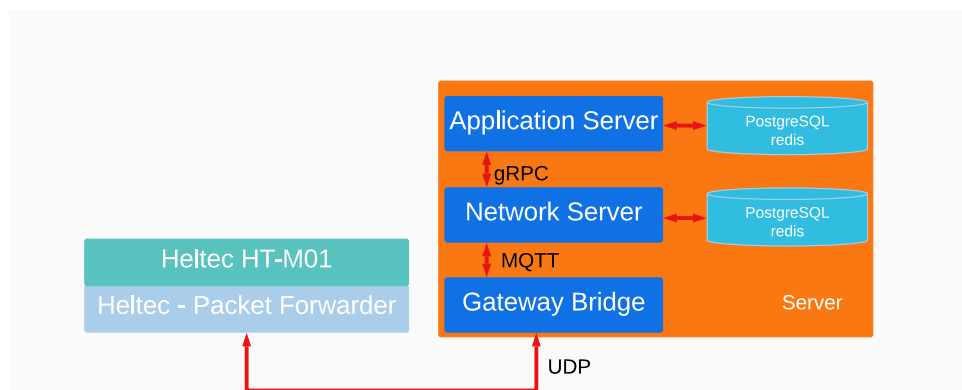 Application Server
PostgreSQL
redis
gRPC
Network Server
PostgreSQL
redis
Heltec HT-M01
MQTT
Heltec - Packet Forwarder
Gateway Bridge
Server
UDP